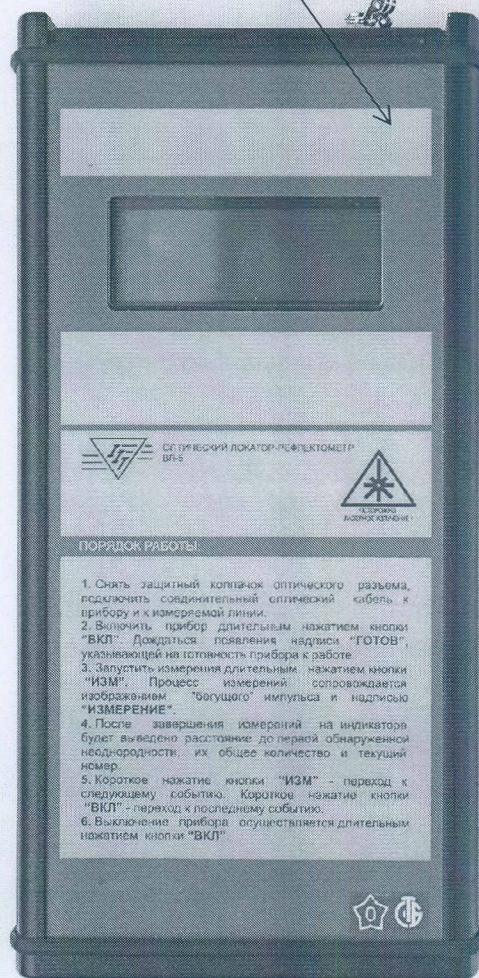 ОПТИЧЕСКИЙ ЛОКАТОР-РЕФЛЕКТОМЕТР
ОСТОРОЖНО
ЛАЗЕРНОЕ ИЗЛУЧЕНИЕ !
ПОРЯДОК РАБОТЫ:
1. Снять защитный колпачок оптического разъема,
подключить соединительный оптический кабель к
прибору и к измеряемой линии.
2. Включить прибор длительным нажатием кнопки
"ВКЛ". Дождаться появления надписи "ГОТОВ",
указывающей на готовность прибора к работе.
3. Запустить измерения длительным нажатием кнопки
"ИЗМ". Процесс измерений сопровождается
изображением "бегущего" импульса и надписью
"ИЗМЕРЕНИЕ".
4. После завершения измерений на индикаторе
будет выведено расстояние до первой обнаруженной
неоднородности, их общее количество и текущий
номер.
5. Короткое нажатие кнопки "ИЗМ" - переход к
следующему событию. Короткое нажатие кнопки
"ВКЛ" - переход к последнему событию.
6. Выключение прибора осуществляется длительным
нажатием кнопки "ВКЛ".
0